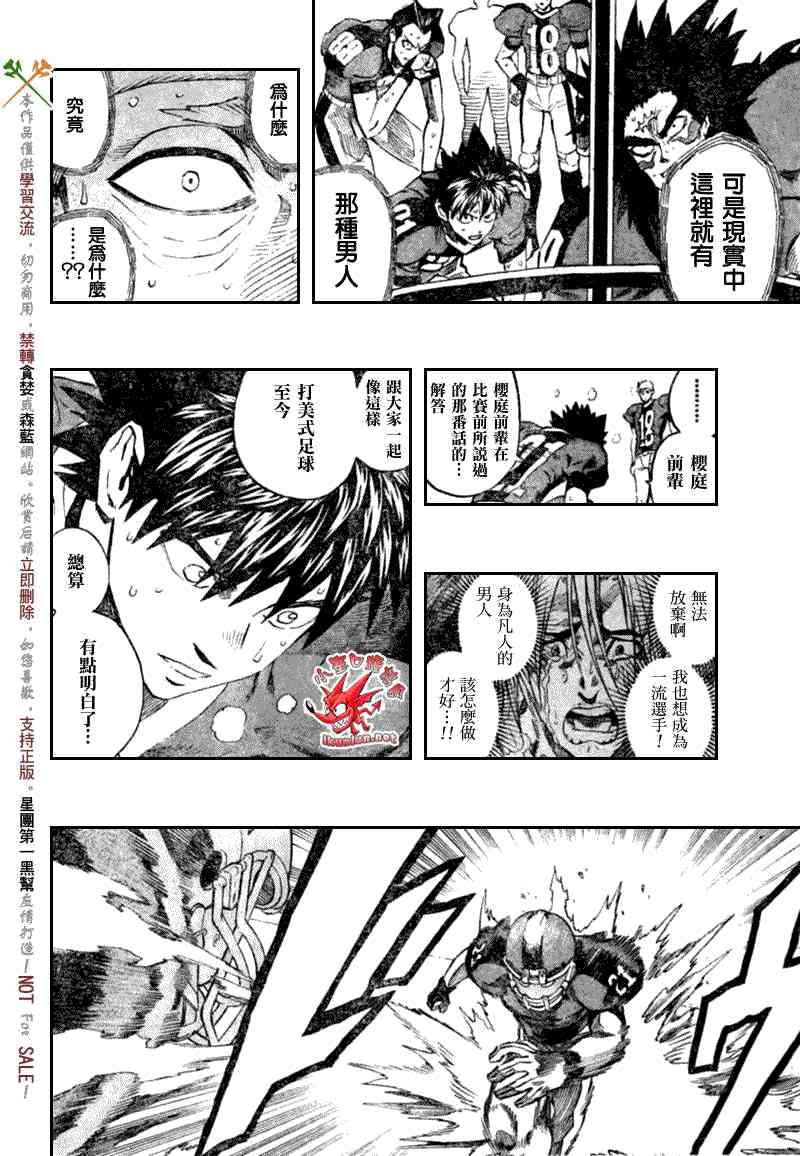 可是現實中
這裡就有
那種男人
18
18
為什麼
究竟
是為什麼
……??
………
櫻庭
前輩
櫻庭前輩在
比賽前所說過
的那番話的…
解答
18
無法
放棄啊
我也想成為
一流選手！
身為凡人的
男人
該怎麼做
才好…!!
跟大家一起
像這樣
打美式足球
至今
總算
有點明白了…
21
本作品僅供學習交流，切勿商用，禁轉貪婪或森藍網站。欣賞后請立即刪除，如您喜歡，支持正版。星團第一黑幫友情打造—NOT For SALE—
ikunlan.net